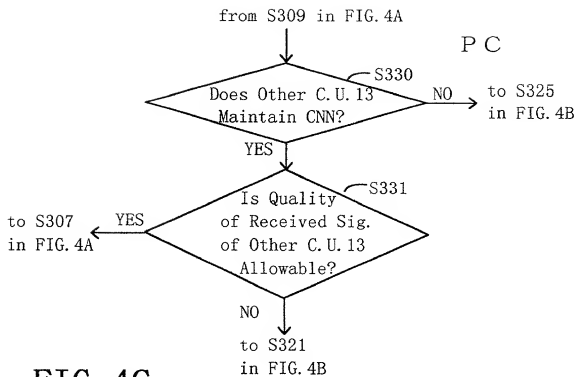 from S309 in FIG. 4A
PC
S330
Does Other C. U. 13
Maintain CNN?
NO
to S325
in FIG. 4B
YES
S331
Is Quality
of Received Sig.
of Other C. U. 13
Allowable?
YES
to S307
in FIG. 4A
NO
to S321
in FIG. 4B